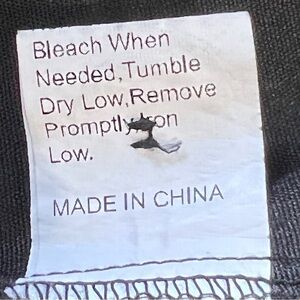 Bleach When
Needed,Tumble
Dry Low,Remove
Promptly
Low.
MADE IN CHINA